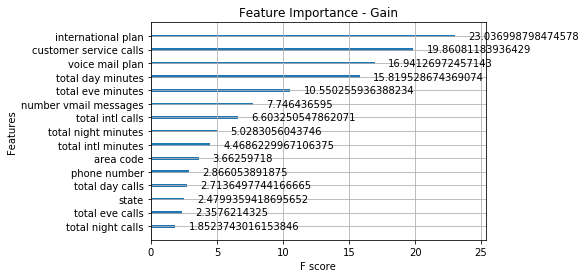 Feature Importance - Gain
international plan 23.036998798474578
customer service calls 19.86081183936429
voice mail plan 16.94126972457143
total day minutes 15.819528674369074
total eve minutes 10.550255936388234
number vmail messages 7.746436595
total intl calls 6.603250547862071
total night minutes 5.0283056043746
total intl minutes 4.4686229967106375
area code 3.66259718
phone number 2.866053891875
total day calls 2.7136497744166665
state 2.4799359418695652
total eve calls 2.3576214325
total night calls 1.8523743016153846
Features
0 5 10 15 20 25
F score